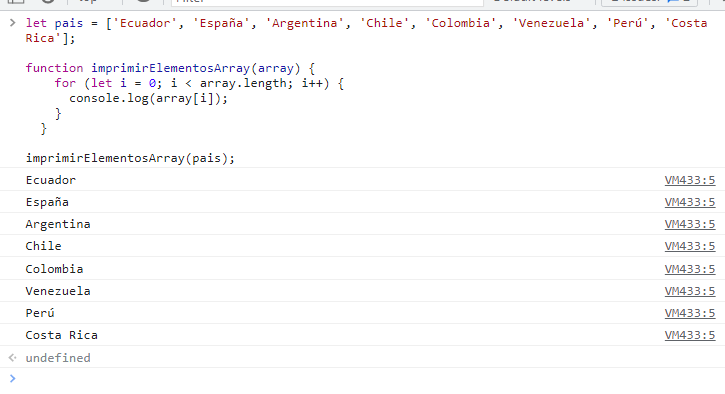 let pais = ['Ecuador', 'España', 'Argentina', 'Chile', 'Colombia', 'Venezuela', 'Perú', 'Costa
Rica'];
function imprimirElementosArray(array) {
for (let i = 0; i < array.length; i++) {
console.log(array[i]);
}
}
imprimirElementosArray(pais);
Ecuador VM433:5
España VM433:5
Argentina VM433:5
Chile VM433:5
Colombia VM433:5
Venezuela VM433:5
Perú VM433:5
Costa Rica VM433:5
undefined